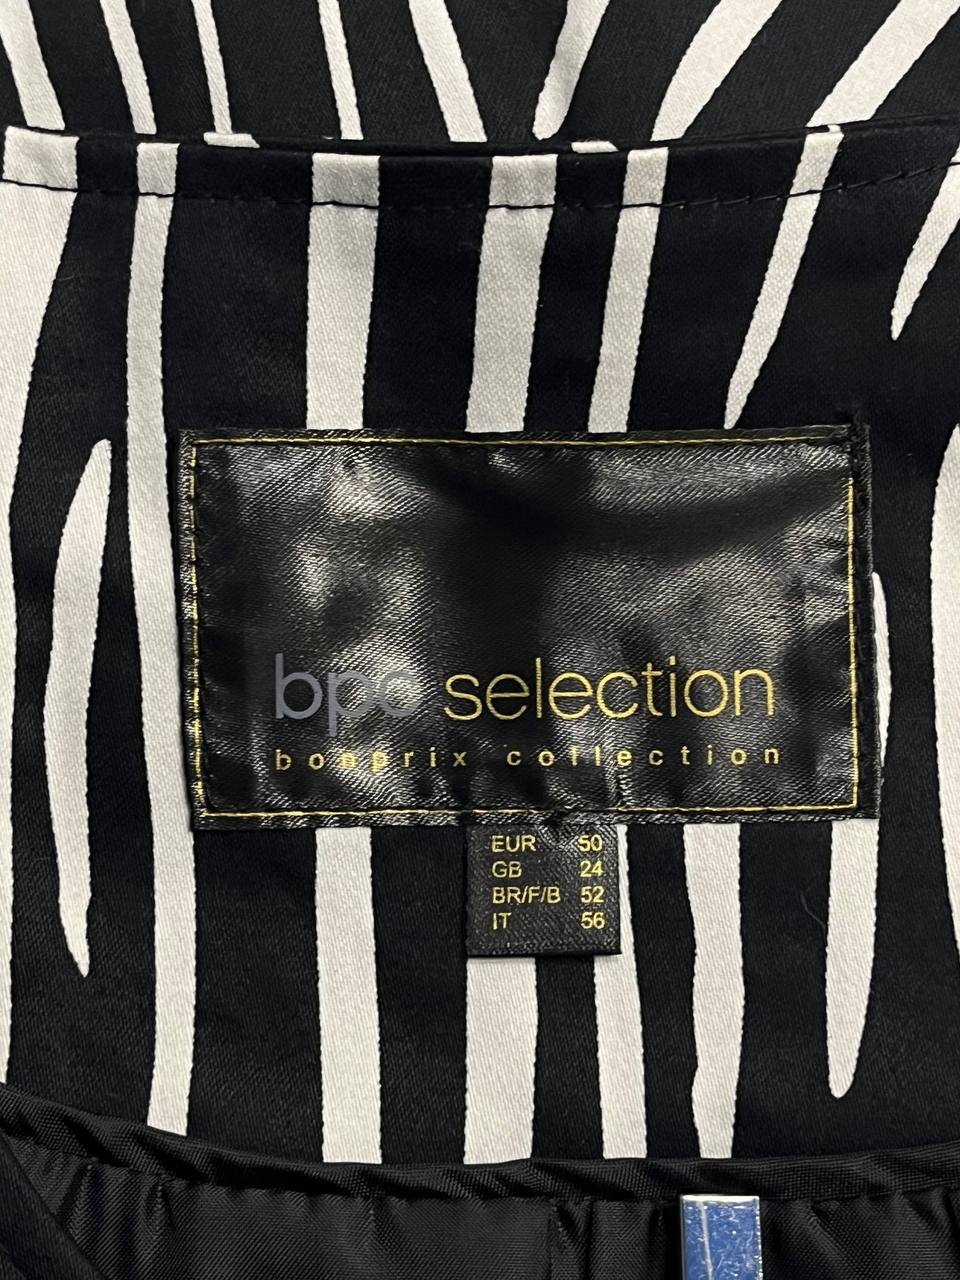 bpc selection
bonprix collection
EUR 50
GB 24
BR/F/B 52
IT 56